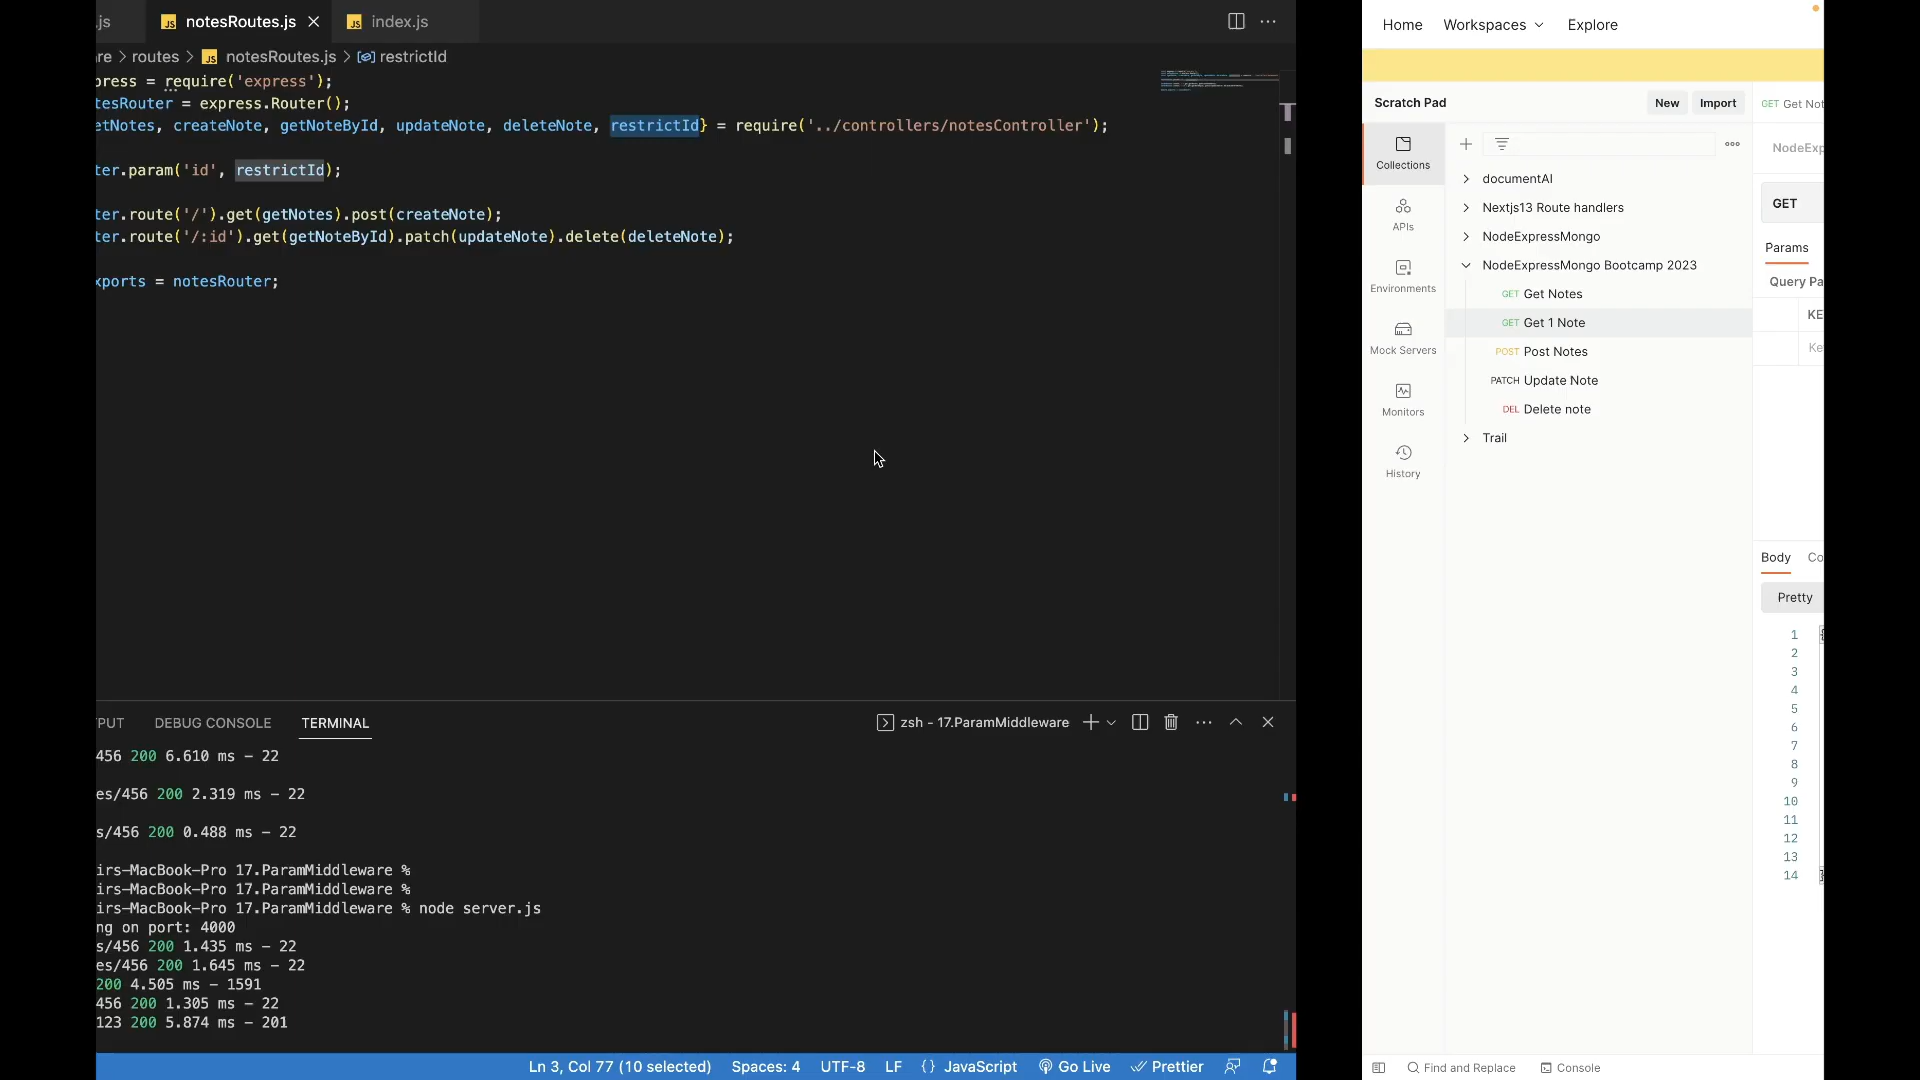 .js
JS notesRoutes.js
JS index.js
re > routes > JS notesRoutes.js > restrictId
press = require('express');
tesRouter = express.Router();
etNotes, createNote, getNoteById, updateNote, deleteNote, restrictId} = require('../controllers/notesController');
ter.param('id', restrictId);
ter.route('/').get(getNotes).post(createNote);
ter.route('/:id').get(getNoteById).patch(updateNote).delete(deleteNote);
xports = notesRouter;
PUT
DEBUG CONSOLE
TERMINAL
zsh - 17.ParamMiddleware
456 200 6.610 ms - 22
es/456 200 2.319 ms - 22
s/456 200 0.488 ms - 22
irs-MacBook-Pro 17.ParamMiddleware %
irs-MacBook-Pro 17.ParamMiddleware %
irs-MacBook-Pro 17.ParamMiddleware % node server.js
ng on port: 4000
s/456 200 1.435 ms - 22
es/456 200 1.645 ms - 22
200 4.505 ms - 1591
456 200 1.305 ms - 22
123 200 5.874 ms - 201
Ln 3, Col 77 (10 selected)
Spaces: 4
UTF-8
LF
{} JavaScript
Go Live
Prettier
Home
Workspaces
Explore
Scratch Pad
New
Import
GET Get Not
Collections
APIs
Environments
Mock Servers
Monitors
History
documentAI
Nextjs13 Route handlers
NodeExpressMongo
NodeExpressMongo Bootcamp 2023
GET Get Notes
GET Get 1 Note
POST Post Notes
PATCH Update Note
DEL Delete note
Trail
NodeExp
GET
Params
Query Pa
KE
Ke
Body
Co
Pretty
1
2
3
4
5
6
7
8
9
10
11
12
13
14
Find and Replace
Console